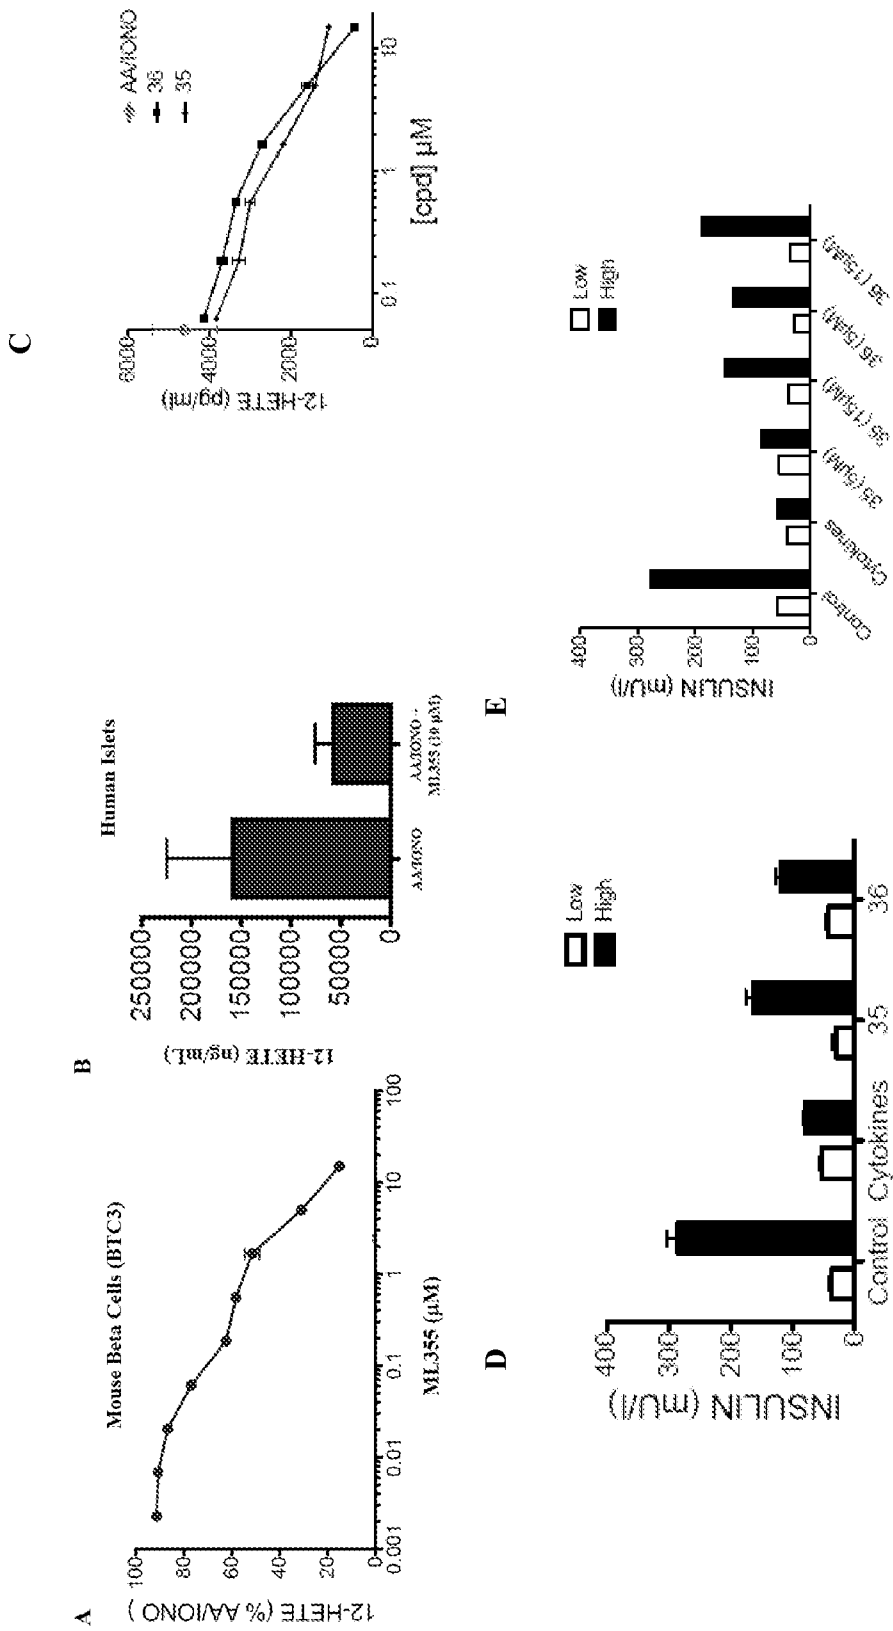 A
Mouse Beta Cells (BTC3)
12-HETE (% AA/IONO )
100
80
60
40
20
0
0.001
0.01
0.1
1
10
100
ML355 (µM)
B
Human Islets
12-HETE (ng/mL)
250000
200000
150000
100000
50000
0
AA/IONO
AA/IONO +
ML355 (10 µM)
C
12-HETE (pg/ml)
6000
4000
2000
0
0.1
1
10
[cpd] µM
AA/IONO
36
35
D
INSULIN (mU/l)
400
300
200
100
0
Low
High
Control
Cytokines
35
36
E
INSULIN (mU/l)
400
300
200
100
0
Low
High
Control
Cytokines
35 (5µM)
35 (15µM)
36 (5µM)
36 (15µM)